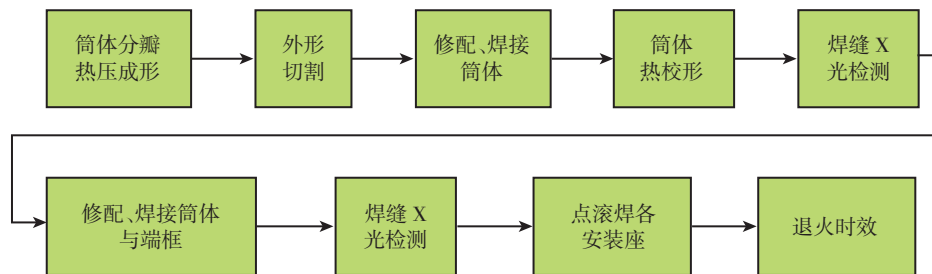 筒体分瓣
热压成形
外形
切割
修配、焊接
筒体
筒体
热校形
焊缝 X
光检测
修配、焊接筒体
与端框
焊缝 X
光检测
点滚焊各
安装座
退火时效